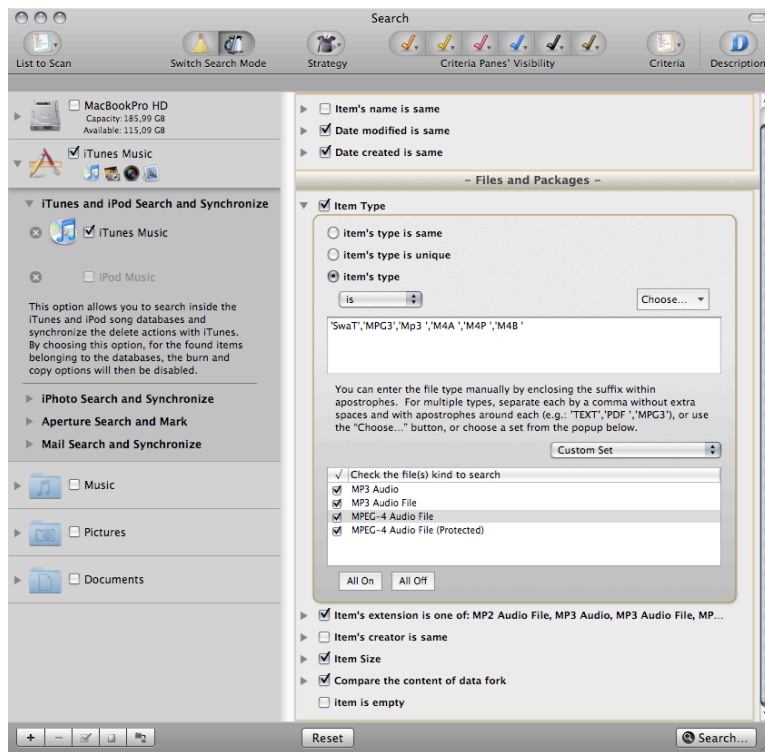 Search
List to Scan
Switch Search Mode
Strategy
Criteria Panes' Visibility
Criteria
Description
MacBookPro HD
Capacity:185,99 GB
Available: 115,09 GB
iTunes Music
iTunes and iPod Search and Synchronize
iTunes Music
iPod Music
This option allows you to search inside the
iTunes and iPod song databases and
synchronize the delete actions with iTunes.
By choosing this option, for the found items
belonging to the databases, the burn and
copy options will then be disabled.
iPhoto Search and Synchronize
Aperture Search and Mark
Mail Search and Synchronize
Music
Pictures
Documents
Item's name is same
Date modified is same
Date created is same
– Files and Packages –
Item Type
item's type is same
item's type is unique
item's type
is
Choose...
'SwaT','MPG3','Mp3 ','M4A ','M4P ','M4B '
You can enter the file type manually by enclosing the suffix within
apostrophes. For multiple types, separate each by a comma without extra
spaces and with apostrophes around each (e.g.: 'TEXT','PDF ','MPG3'), or use
the "Choose..." button, or choose a set from the popup below.
Custom Set
√ Check the file(s) kind to search
MP3 Audio
MP3 Audio File
MPEG-4 Audio File
MPEG-4 Audio File (Protected)
All On
All Off
Item's extension is one of: MP2 Audio File, MP3 Audio, MP3 Audio File, MP...
Item's creator is same
Item Size
Compare the content of data fork
item is empty
Reset
Search...